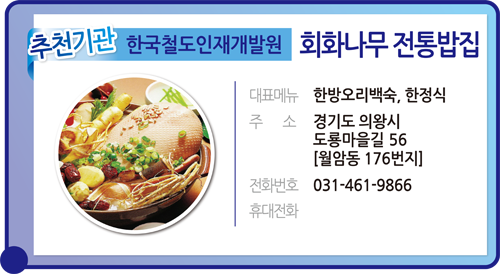 추천기관 한국철도인재개발원 회화나무 전통밥집
대표메뉴 한방오리백숙, 한정식
주 소 경기도 의왕시
도룡마을길 56
[월암동 176번지]
전화번호 031-461-9866
휴대전화